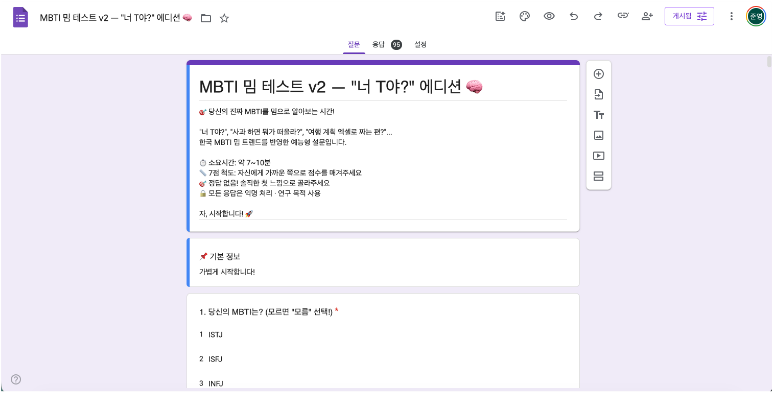 MBTI 밈 테스트 v2 — "너 T야?" 에디션 🧠
게시됨
준영
질문 응답 95 설정
MBTI 밈 테스트 v2 — "너 T야?" 에디션 🧠
🎯 당신의 진짜 MBTI를 밈으로 알아보는 시간!
"너 T야?", "사과 하면 뭐가 떠올라?", "여행 계획 엑셀로 짜는 편?"...
한국 MBTI 밈 트렌드를 반영한 예능형 설문입니다.
⏱️ 소요시간: 약 7~10분
📏 7점 척도: 자신에게 가까운 쪽으로 점수를 매겨주세요
🎯 정답 없음! 솔직한 첫 느낌으로 골라주세요
🔒 모든 응답은 익명 처리 · 연구 목적 사용
자, 시작합니다! 🚀
📌 기본 정보
가볍게 시작합니다!
1. 당신의 MBTI는? (모르면 "모름" 선택!) *
1 ISTJ
2 ISFJ
3 INFJ